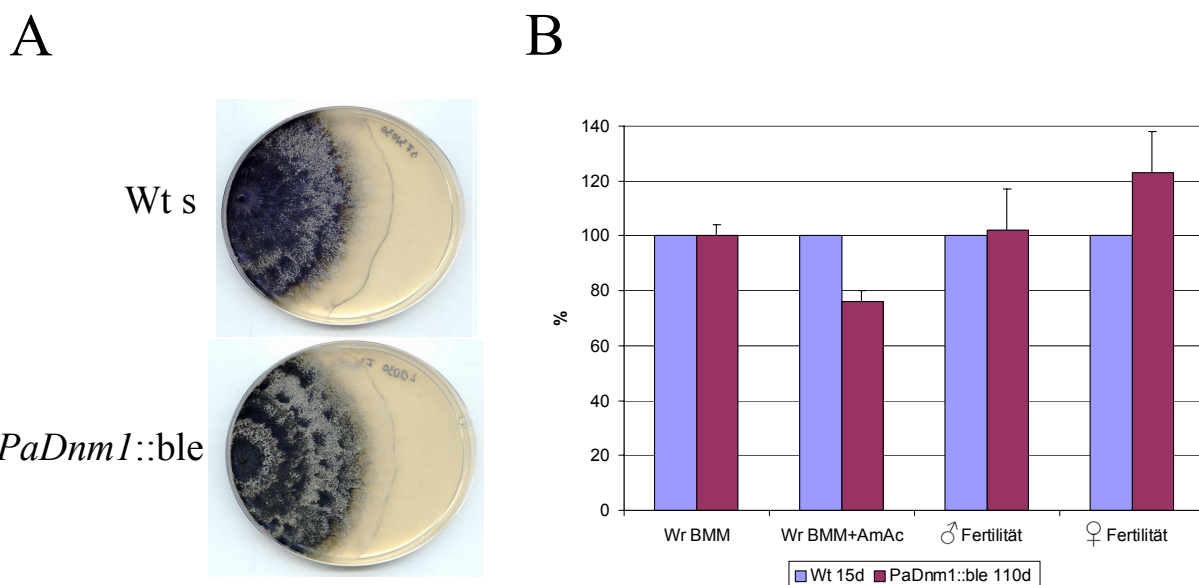 A
B
Wt s
PaDnm1::ble
140
120
100
80
60
40
20
0
%
Wr BMM
Wr BMM+AmAc
♂ Fertilität
♀ Fertilität
Wt 15d
PaDnm1::ble 110d